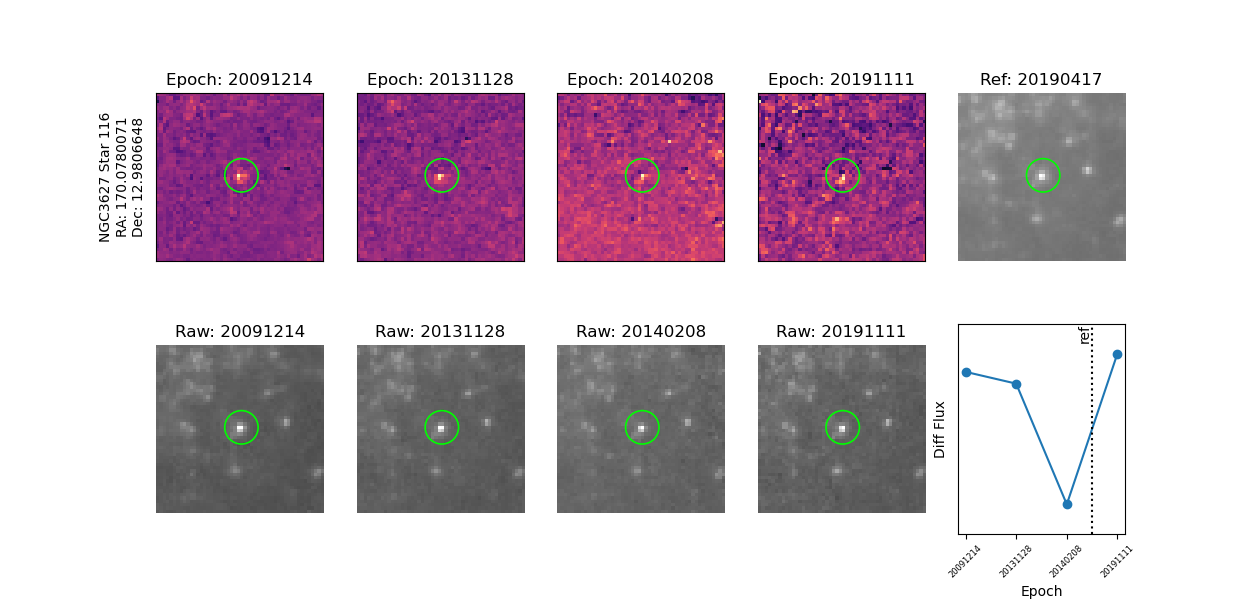 NGC3627 Star 116
RA: 170.0780071
Dec: 12.9806648
Epoch: 20091214
Epoch: 20131128
Epoch: 20140208
Epoch: 20191111
Ref: 20190417
Raw: 20091214
Raw: 20131128
Raw: 20140208
Raw: 20191111
ref
Diff Flux
20091214
20131128
20140208
20191111
Epoch